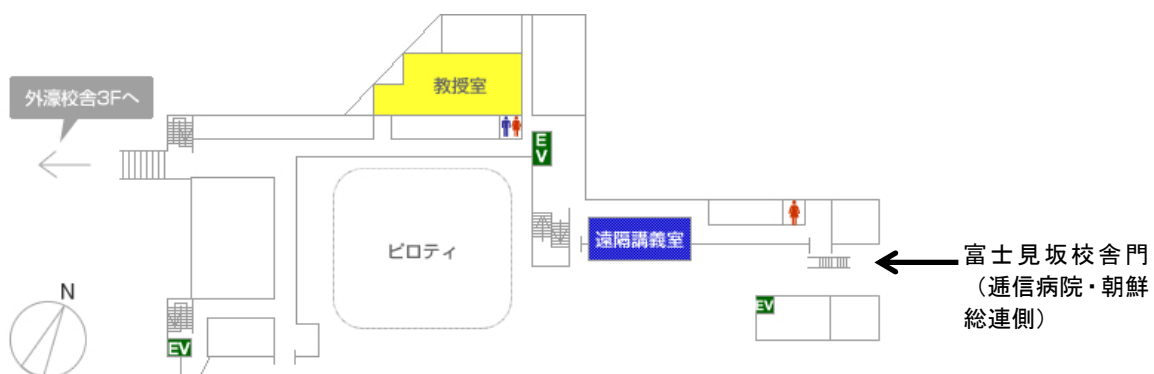 教授室
外濠校舎3Fへ
E
V
遠隔講義室
ピロティ
富士見坂校舎門
（逓信病院・朝鮮
総連側）
N
EV
EV